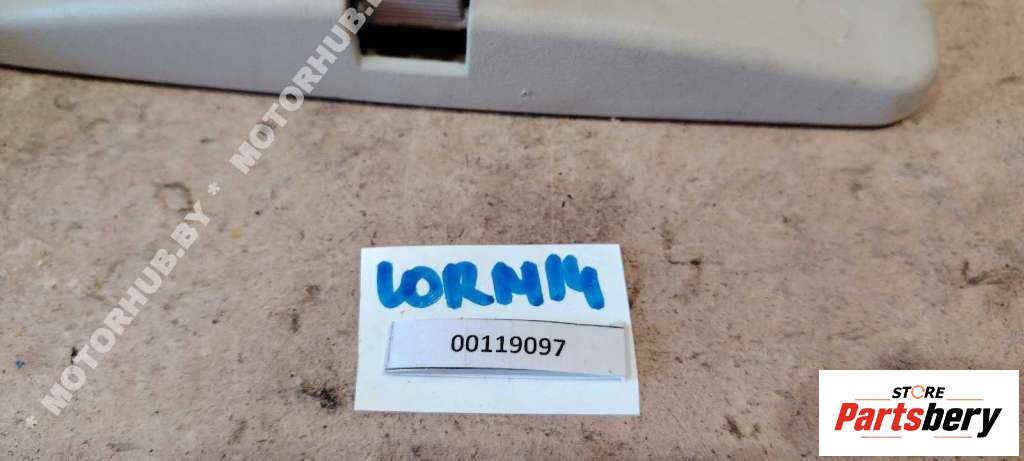 * MOTORHUB.BY * MOTORHUB.
LORM14
00119097
STORE
Partsbery